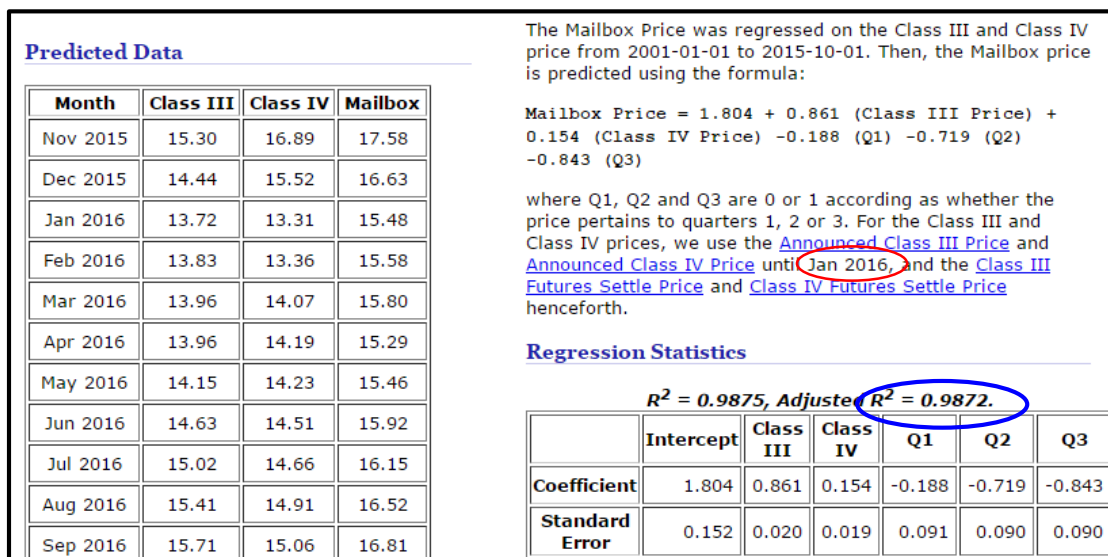 Predicted Data
Month Class III Class IV Mailbox
Nov 2015 15.30 16.89 17.58
Dec 2015 14.44 15.52 16.63
Jan 2016 13.72 13.31 15.48
Feb 2016 13.83 13.36 15.58
Mar 2016 13.96 14.07 15.80
Apr 2016 13.96 14.19 15.29
May 2016 14.15 14.23 15.46
Jun 2016 14.63 14.51 15.92
Jul 2016 15.02 14.66 16.15
Aug 2016 15.41 14.91 16.52
Sep 2016 15.71 15.06 16.81
The Mailbox Price was regressed on the Class III and Class IV
price from 2001-01-01 to 2015-10-01. Then, the Mailbox price
is predicted using the formula:
Mailbox Price = 1.804 + 0.861 (Class III Price) +
0.154 (Class IV Price) -0.188 (Q1) -0.719 (Q2)
-0.843 (Q3)
where Q1, Q2 and Q3 are 0 or 1 according as whether the
price pertains to quarters 1, 2 or 3. For the Class III and
Class IV prices, we use the Announced Class III Price and
Announced Class IV Price until Jan 2016, and the Class III
Futures Settle Price and Class IV Futures Settle Price
henceforth.
Regression Statistics
R² = 0.9875, Adjusted R² = 0.9872.
Intercept Class III Class IV Q1 Q2 Q3
Coefficient 1.804 0.861 0.154 -0.188 -0.719 -0.843
Standard Error 0.152 0.020 0.019 0.091 0.090 0.090